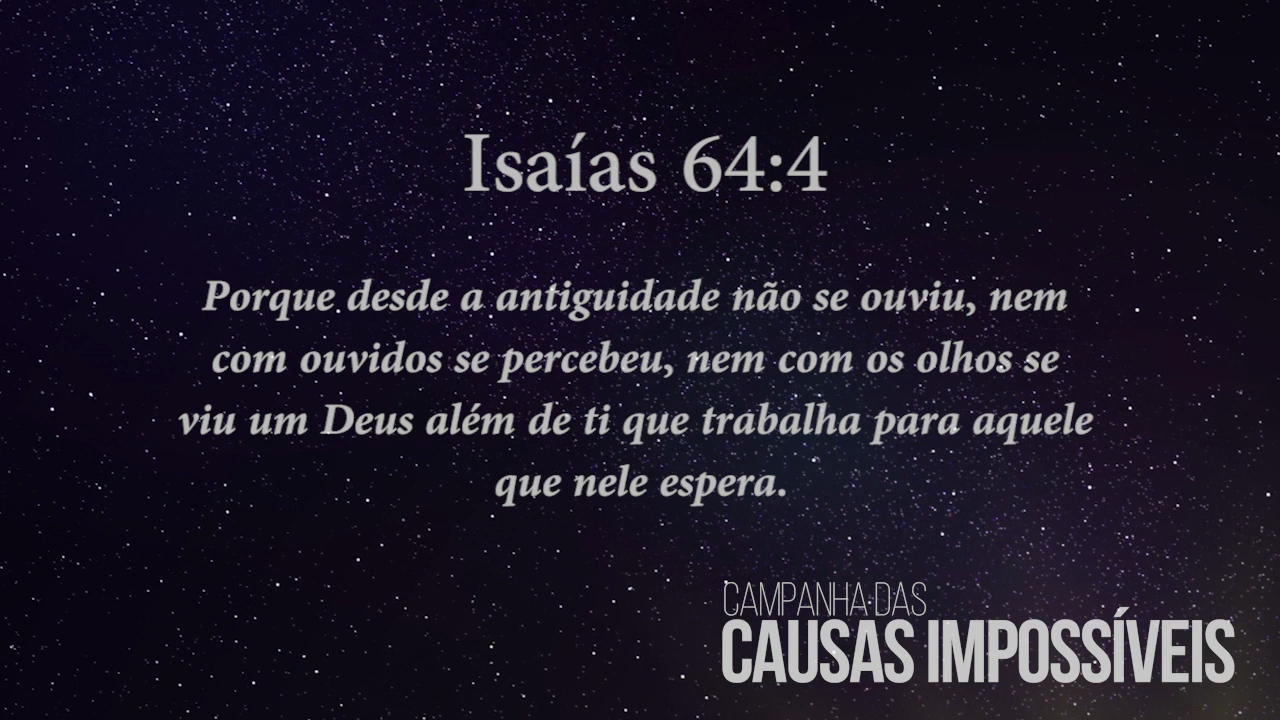 Isaías 64:4
Porque desde a antiguidade não se ouviu, nem
com ouvidos se percebeu, nem com os olhos se
viu um Deus além de ti que trabalha para aquele
que nele espera.
CAMPANHA DAS
CAUSAS IMPOSSÍVEIS